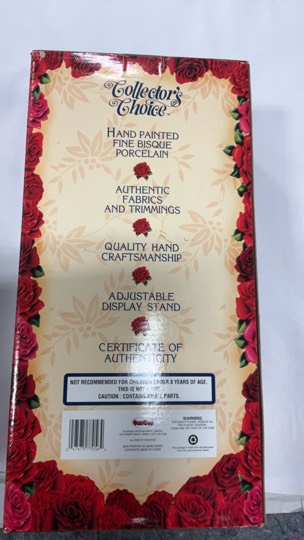 Collector's
Choice
HAND PAINTED
FINE BISQUE
PORCELAIN
AUTHENTIC
FABRICS
AND TRIMMINGS
QUALITY HAND
CRAFTSMANSHIP
ADJUSTABLE
DISPLAY STAND
CERTIFICATE OF
AUTHENTICITY
NOT RECOMMENDED FOR CHILDREN UNDER 8 YEARS OF AGE.
THIS IS NOT A
CAUTION : CONTAINS SMALL PARTS.
WARNING